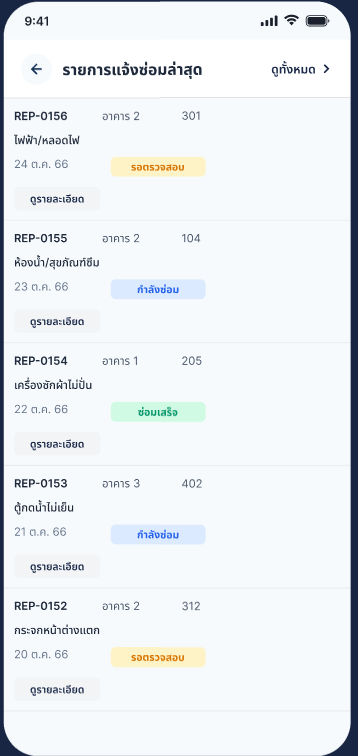 9:41
รายการแจ้งซ่อมล่าสุด ดูทั้งหมด
REP-0156 อาคาร 2 301
ไฟฟ้า/หลอดไฟ
24 ต.ค. 66 รอตรวจสอบ
ดูรายละเอียด
REP-0155 อาคาร 2 104
ห้องน้ำ/สุขภัณฑ์ซึม
23 ต.ค. 66 กำลังซ่อม
ดูรายละเอียด
REP-0154 อาคาร 1 205
เครื่องซักผ้าไม่ปั่น
22 ต.ค. 66 ซ่อมเสร็จ
ดูรายละเอียด
REP-0153 อาคาร 3 402
ตู้กดน้ำไม่เย็น
21 ต.ค. 66 กำลังซ่อม
ดูรายละเอียด
REP-0152 อาคาร 2 312
กระจกหน้าต่างแตก
20 ต.ค. 66 รอตรวจสอบ
ดูรายละเอียด